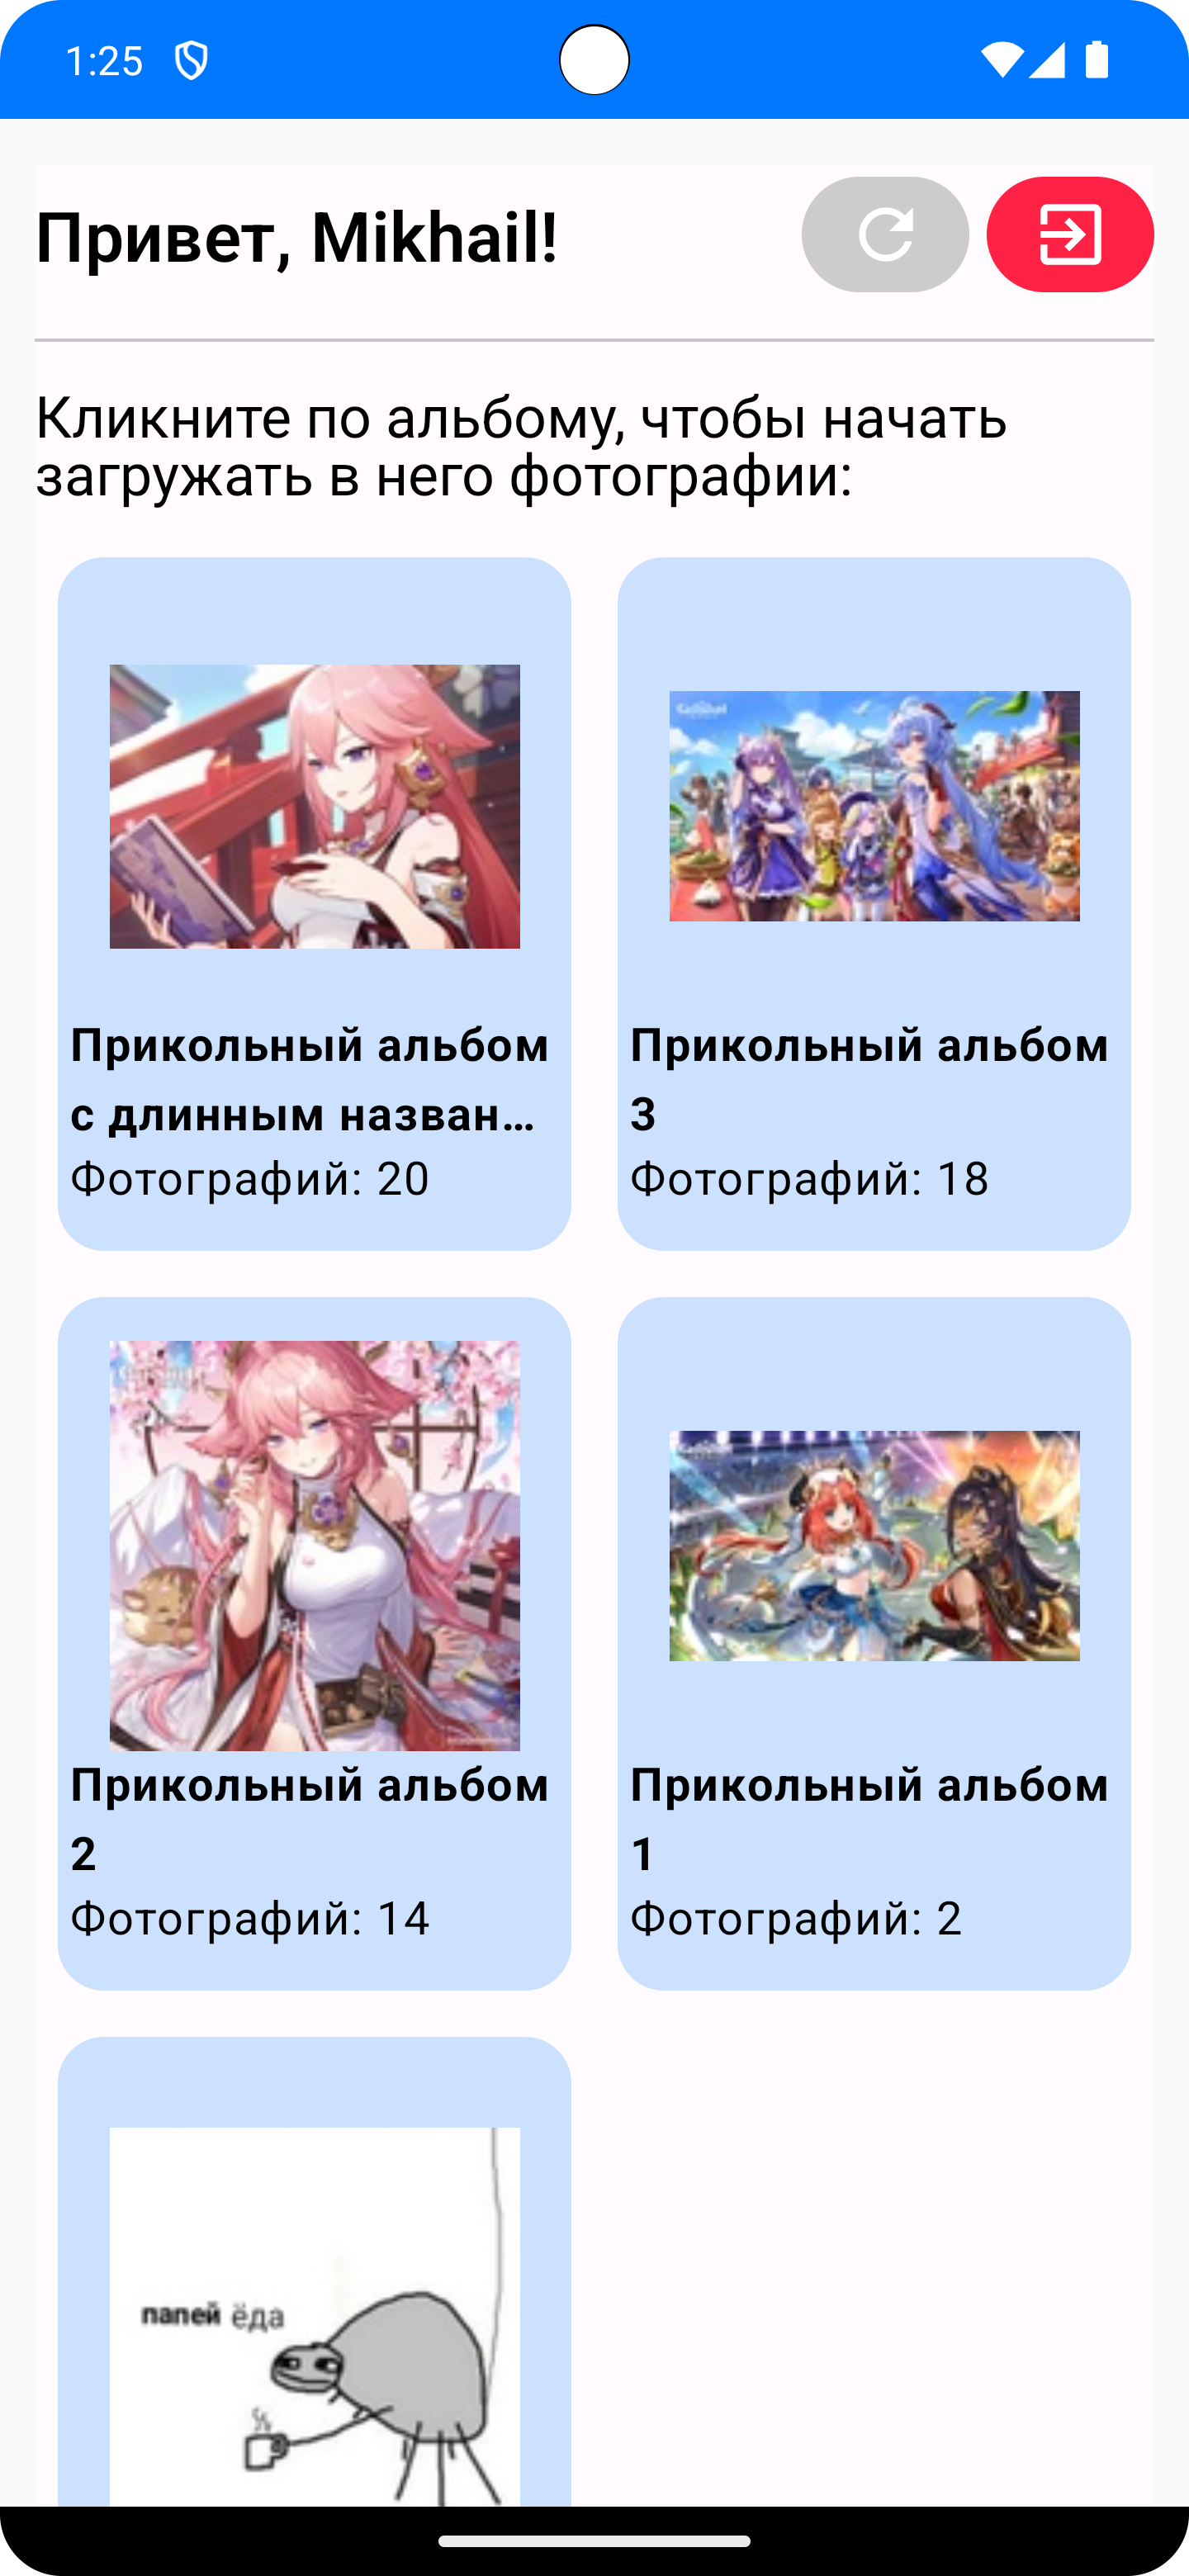 1:25
Привет, Mikhail!
Кликните по альбому, чтобы начать
загружать в него фотографии:
Прикольный альбом
с длинным назван...
Фотографий: 20
Прикольный альбом
3
Фотографий: 18
Прикольный альбом
2
Фотографий: 14
Прикольный альбом
1
Фотографий: 2
папей ёда